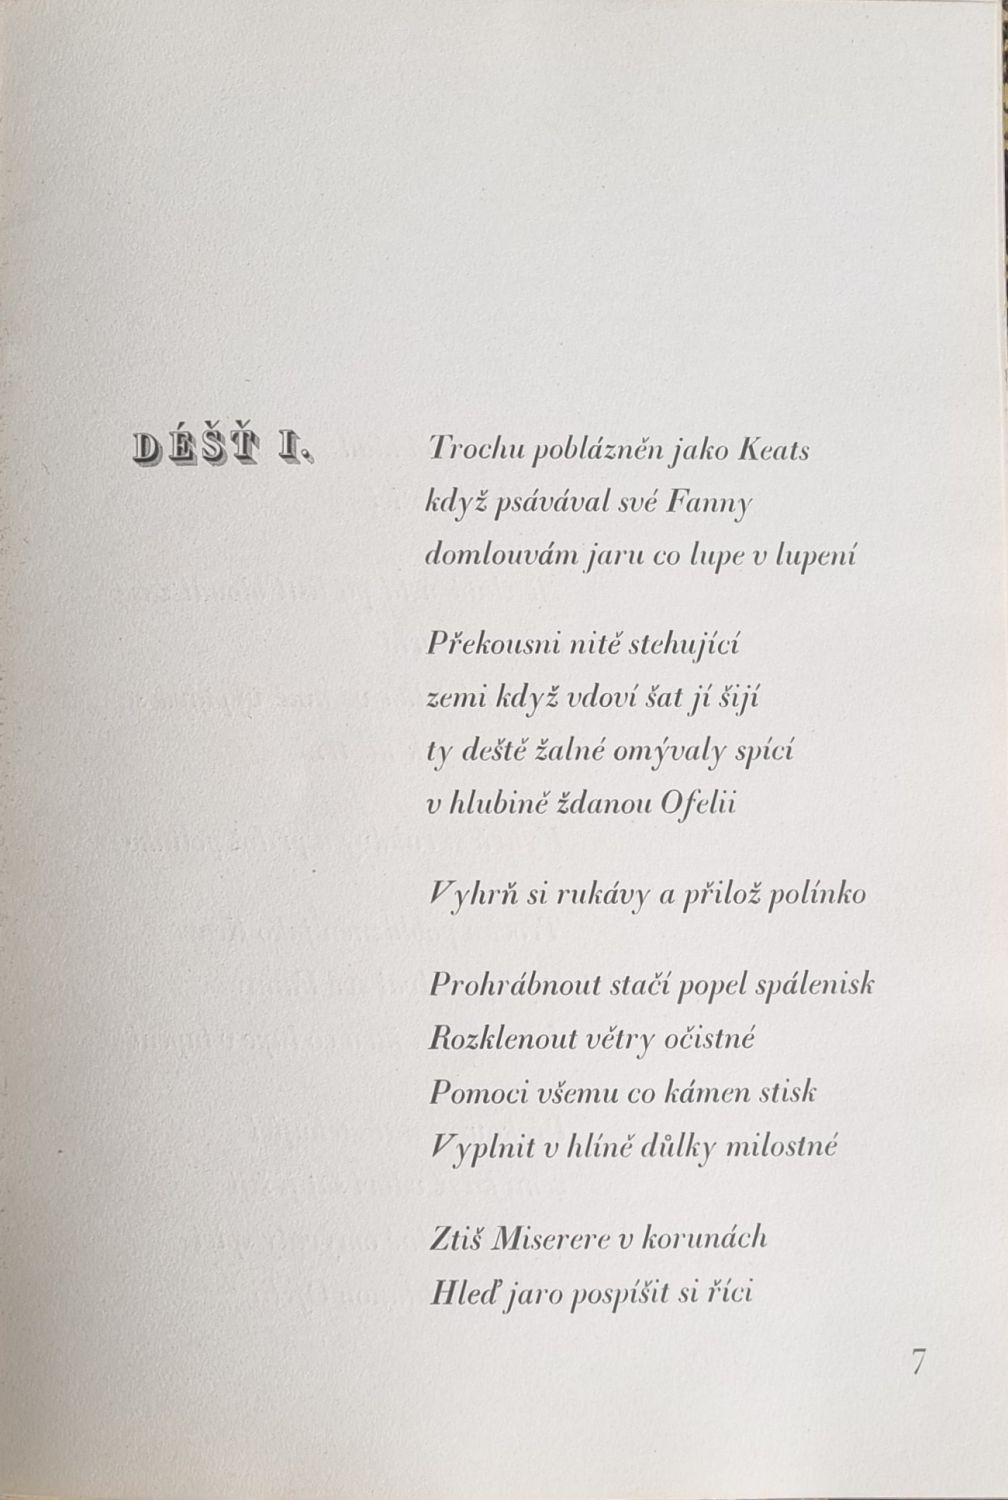 DÉŠŤ I.
Trochu poblázněn jako Keats
když psávával své Fanny
domlouvám jaru co lupe v lupení
Překousni nitě stehující
zemi když vdoví šat jí šijí
ty deště žalné omývaly spící
v hlubině ždanou Ofelii
Vyhrň si rukávy a přilož polínko
Prohrábnout stačí popel spálenisk
Rozklenout větry očistné
Pomoci všemu co kámen stisk
Vyplnit v hlíně důlky milostné
Ztiš Miserere v korunách
Hleď jaro pospíšit si říci
7